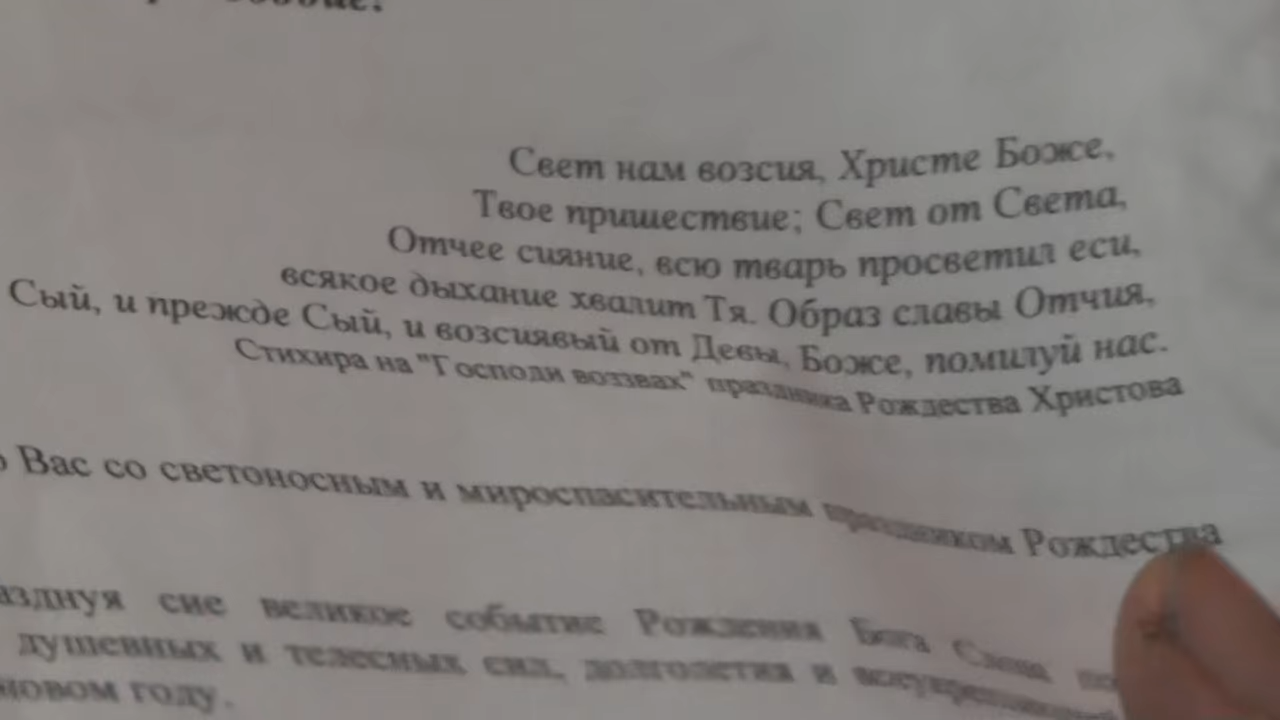 Свет нам возсия, Христе Боже,
Твое пришествие; Свет от Света,
Отчее сияние, всю тварь просветил еси,
всякое дыхание хвалит Тя. Образ славы Отчия,
Сый, и прежде Сый, и возсиявый от Девы, Боже, помилуй нас.
Стихира на "Господи воззвах" праздника Рождества Христова
Вас со светоносным и мироспасительным праздником Рождества
сие великое событие Рождения Бога Слова
душевных и телесных сил, долголетия и
новом году.